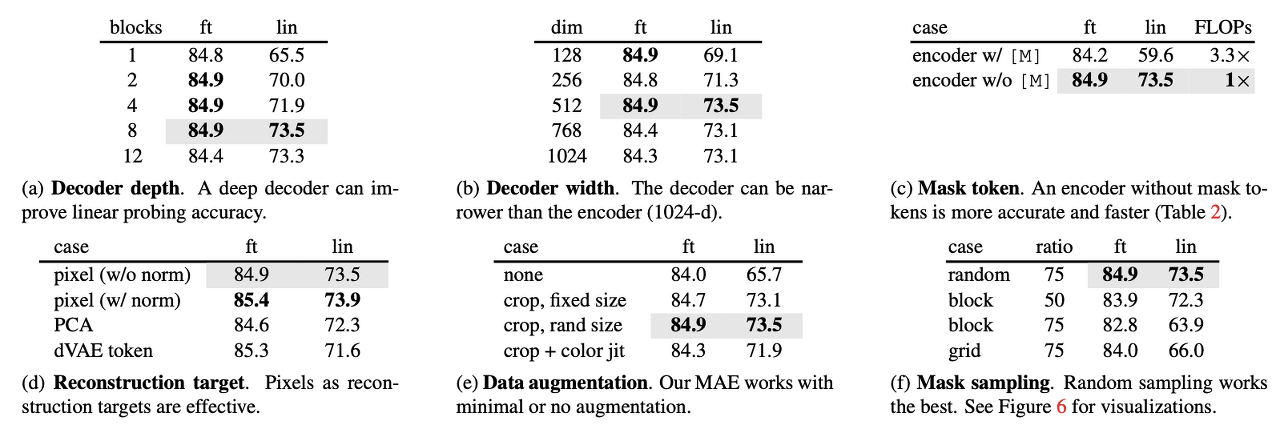 blocks ft lin
1 84.8 65.5
2 84.9 70.0
4 84.9 71.9
8 84.9 73.5
12 84.4 73.3
(a) Decoder depth. A deep decoder can im-
prove linear probing accuracy.
dim ft lin
128 84.9 69.1
256 84.8 71.3
512 84.9 73.5
768 84.4 73.1
1024 84.3 73.1
(b) Decoder width. The decoder can be nar-
rower than the encoder (1024-d).
case ft lin FLOPs
encoder w/ [M] 84.2 59.6 3.3×
encoder w/o [M] 84.9 73.5 1×
(c) Mask token. An encoder without mask to-
kens is more accurate and faster (Table 2).
case ft lin
pixel (w/o norm) 84.9 73.5
pixel (w/ norm) 85.4 73.9
PCA 84.6 72.3
dVAE token 85.3 71.6
(d) Reconstruction target. Pixels as recon-
struction targets are effective.
case ft lin
none 84.0 65.7
crop, fixed size 84.7 73.1
crop, rand size 84.9 73.5
crop + color jit 84.3 71.9
(e) Data augmentation. Our MAE works with
minimal or no augmentation.
case ratio ft lin
random 75 84.9 73.5
block 50 83.9 72.3
block 75 82.8 63.9
grid 75 84.0 66.0
(f) Mask sampling. Random sampling works
the best. See Figure 6 for visualizations.